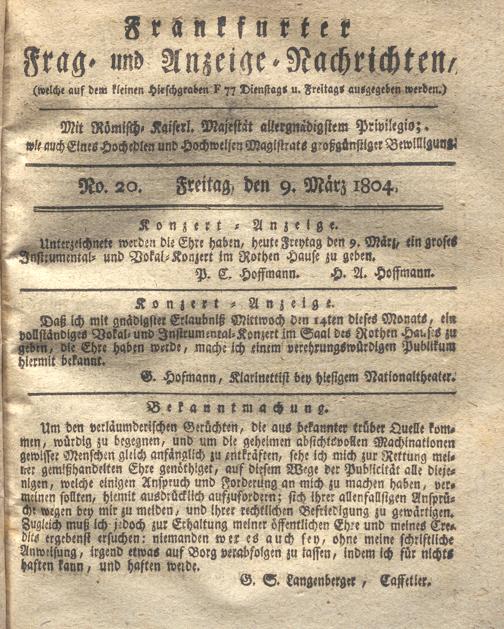 Frankfurter
Frag- und Anzeige-Nachrichten,
(welche auf dem kleinen Hirschgraben F 77 Dienstags u. Freitags ausgegeben werden.)
Mit Römisch-Kaiserl. Majestät allergnädigstem Privilegio;
wie auch Eines Hochedlen und Hochweisen Magistrats großgünstiger Bewilligung.
No. 20. Freitag, den 9. März 1804.
Konzert-Anzeige.
Unterzeichnete werden die Ehre haben, heute Freytag den 9. März, ein großes
Instrumental- und Vokal-Konzert im Rothen Hause zu geben.
P. C. Hoffmann. H. A. Hoffmann.
Konzert-Anzeige.
Daß ich mit gnädigster Erlaubniß Mittwoch den 14ten dieses Monats, ein
vollständiges Vokal- und Instrumental-Konzert im Saal des Rothen Hauses zu
geben, die Ehre haben werde, mache ich einem verehrungswürdigen Publikum
hiermit bekannt.
G. Hofmann, Klarinettist bey hiesigem Nationaltheater.
Bekanntmachung.
Um den verläumderischen Gerüchten, die aus bekannter trüber Quelle kom-
men, würdig zu begegnen, und um die geheimen absichtsvollen Machinationen
gewisser Menschen gleich anfänglich zu entkräften, sehe ich mich zur Rettung mei-
ner gemißhandelten Ehre genöthiget, auf diesem Wege der Publicität alle dieje-
nigen, welche einigen Anspruch und Forderung an mich zu machen haben, ver-
meinen sollten, hiemit ausdrücklich aufzufordern; sich ihrer allenfallsigen Ansprü-
che wegen bey mir zu melden, und ihrer rechtlichen Befriedigung zu gewärtigen.
Zugleich muß ich jedoch zur Erhaltung meiner öffentlichen Ehre und meines Cre-
dits ergebenst ersuchen: niemanden wer es auch sey, ohne meine schriftliche
Anweisung, irgend etwas auf Borg verabfolgen zu lassen, indem ich für nichts
haften kann, und haften werde.
G. S. Langenberger, Caffetier.